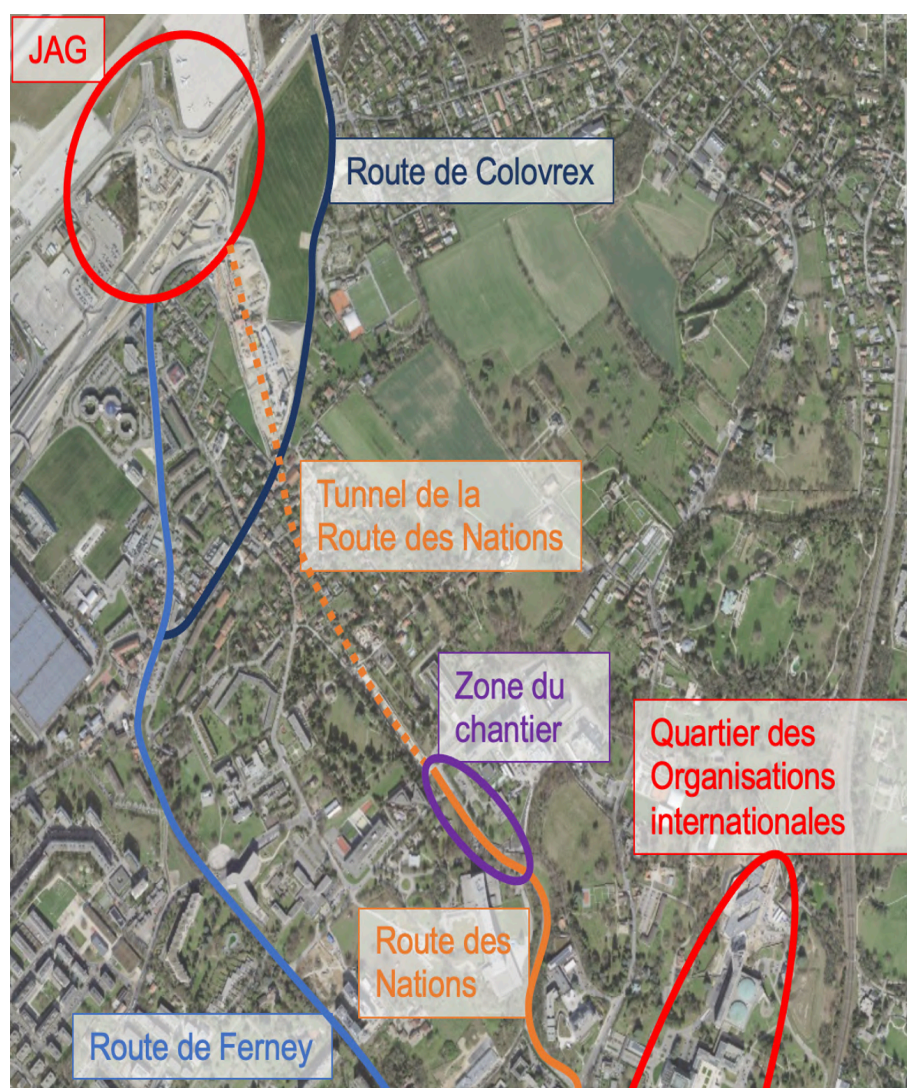 JAG
Route de Colovrex
Tunnel de la
Route des Nations
Zone du
chantier
Quartier des
Organisations
internationales
Route des
Nations
Route de Ferney